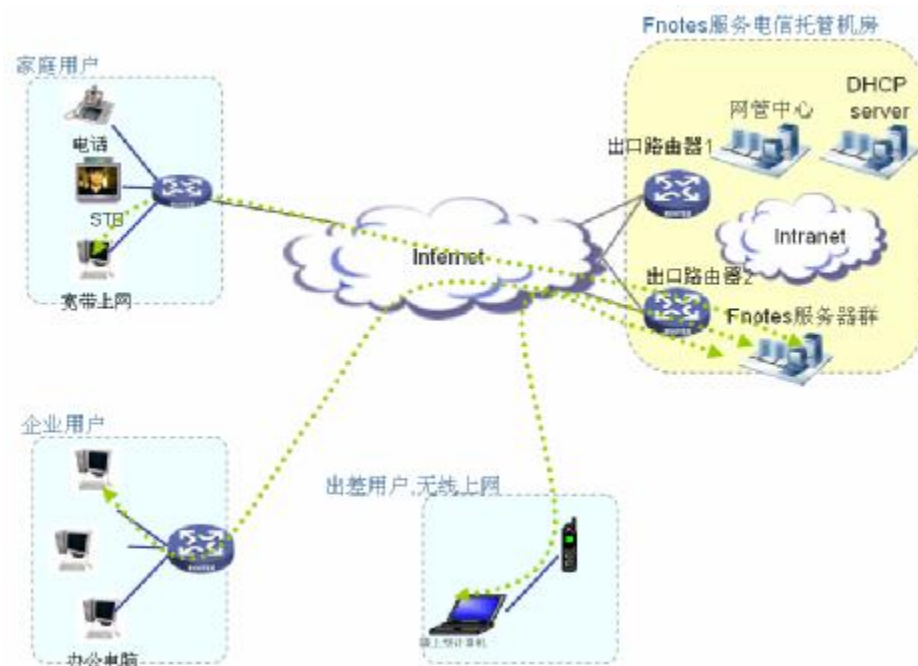 Fnotes服务电信托管机房
家庭用户
DHCP
server
网管中心
电话
出口路由器1
STB
Internet
Intranet
宽带上网
出口路由器2
Fnotes服务器群
企业用户
出差用户,无线上网
办公电脑